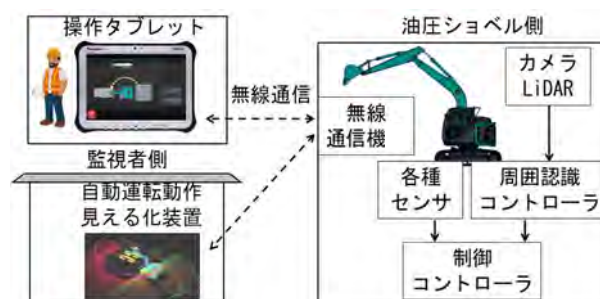 操作タブレット
監視者側
自動運転動作
見える化装置
無線通信
油圧ショベル側
無線
通信機
カメラ
LiDAR
各種
センサ
周囲認識
コントローラ
制御
コントローラ